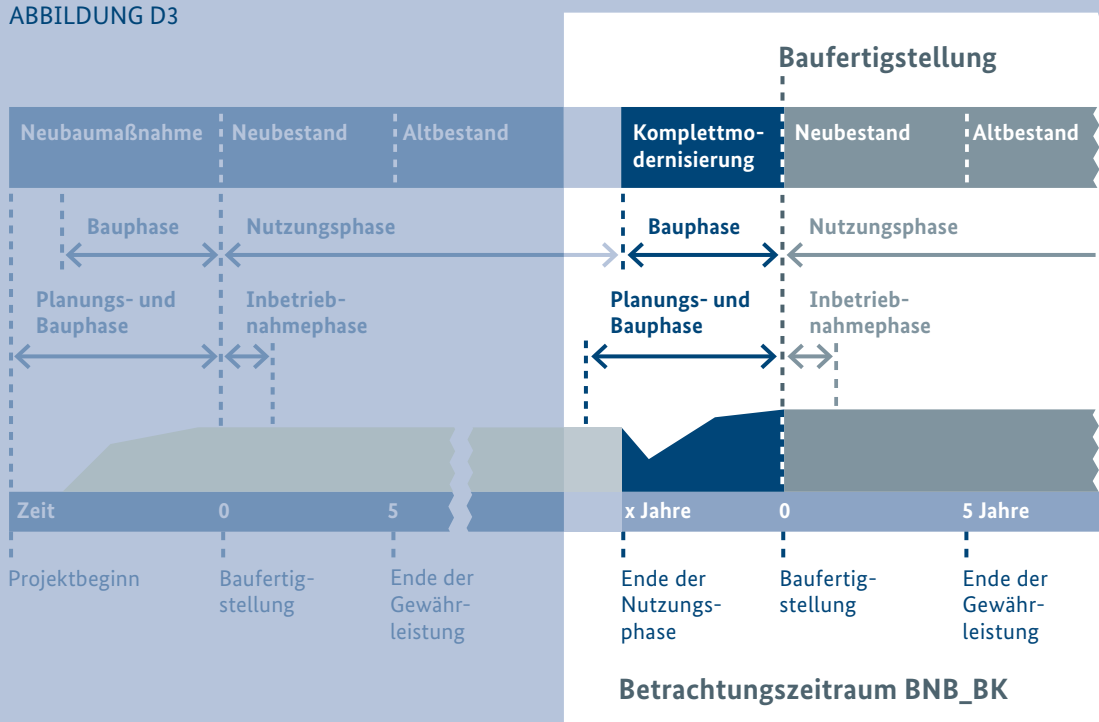 ABBILDUNG D3
Baufertigstellung
Neubaumaßnahme
Neubestand
Altbestand
Komplettmo-
dernisierung
Neubestand
Altbestand
Bauphase
Nutzungsphase
Bauphase
Nutzungsphase
Planungs- und
Bauphase
Inbetrieb-
nahmephase
Planungs- und
Bauphase
Inbetrieb-
nahmephase
Zeit
0
5
x Jahre
0
5 Jahre
Projektbeginn
Baufertig-
stellung
Ende der
Gewähr-
leistung
Ende der
Nutzungs-
phase
Baufertig-
stellung
Ende der
Gewähr-
leistung
Betrachtungszeitraum BNB_BK